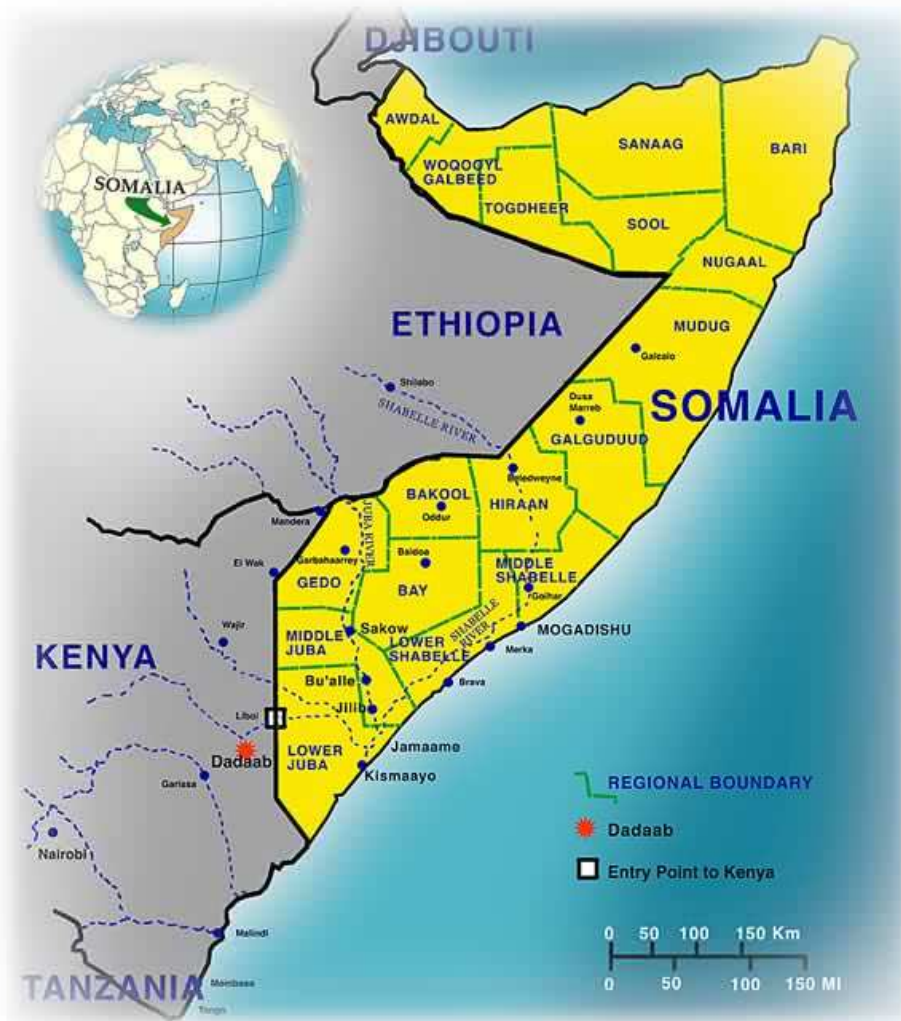 DJIBOUTI
SOMALIA
AWDAL
WOQOOYL
GALBEED
TOGDHEER
SANAAG
BARI
SOOL
NUGAAL
ETHIOPIA
MUDUG
Galcaio
Shilabo
SHABELLE RIVER
Dusa
Marreb
GALGUDUUD
SOMALIA
Beledweyne
HIRAAN
BAKOOL
Oddur
JUBA RIVER
Mandera
El Wak
Garbahaarrey
GEDO
Baidoa
BAY
MIDDLE
SHABELLE
Goihar
SHABELLE
RIVER
MOGADISHU
Merka
Wajir
MIDDLE
JUBA
Sakow
LOWER
SHABELLE
KENYA
Bu'alle
Brava
Jilib
Liboi
Dadaab
LOWER
JUBA
Jamaame
Kismaayo
Garissa
Nairobi
Malindi
TANZANIA
Mombasa
Tanga
REGIONAL BOUNDARY
Dadaab
Entry Point to Kenya
0 50 100 150 Km
0 50 100 150 MI